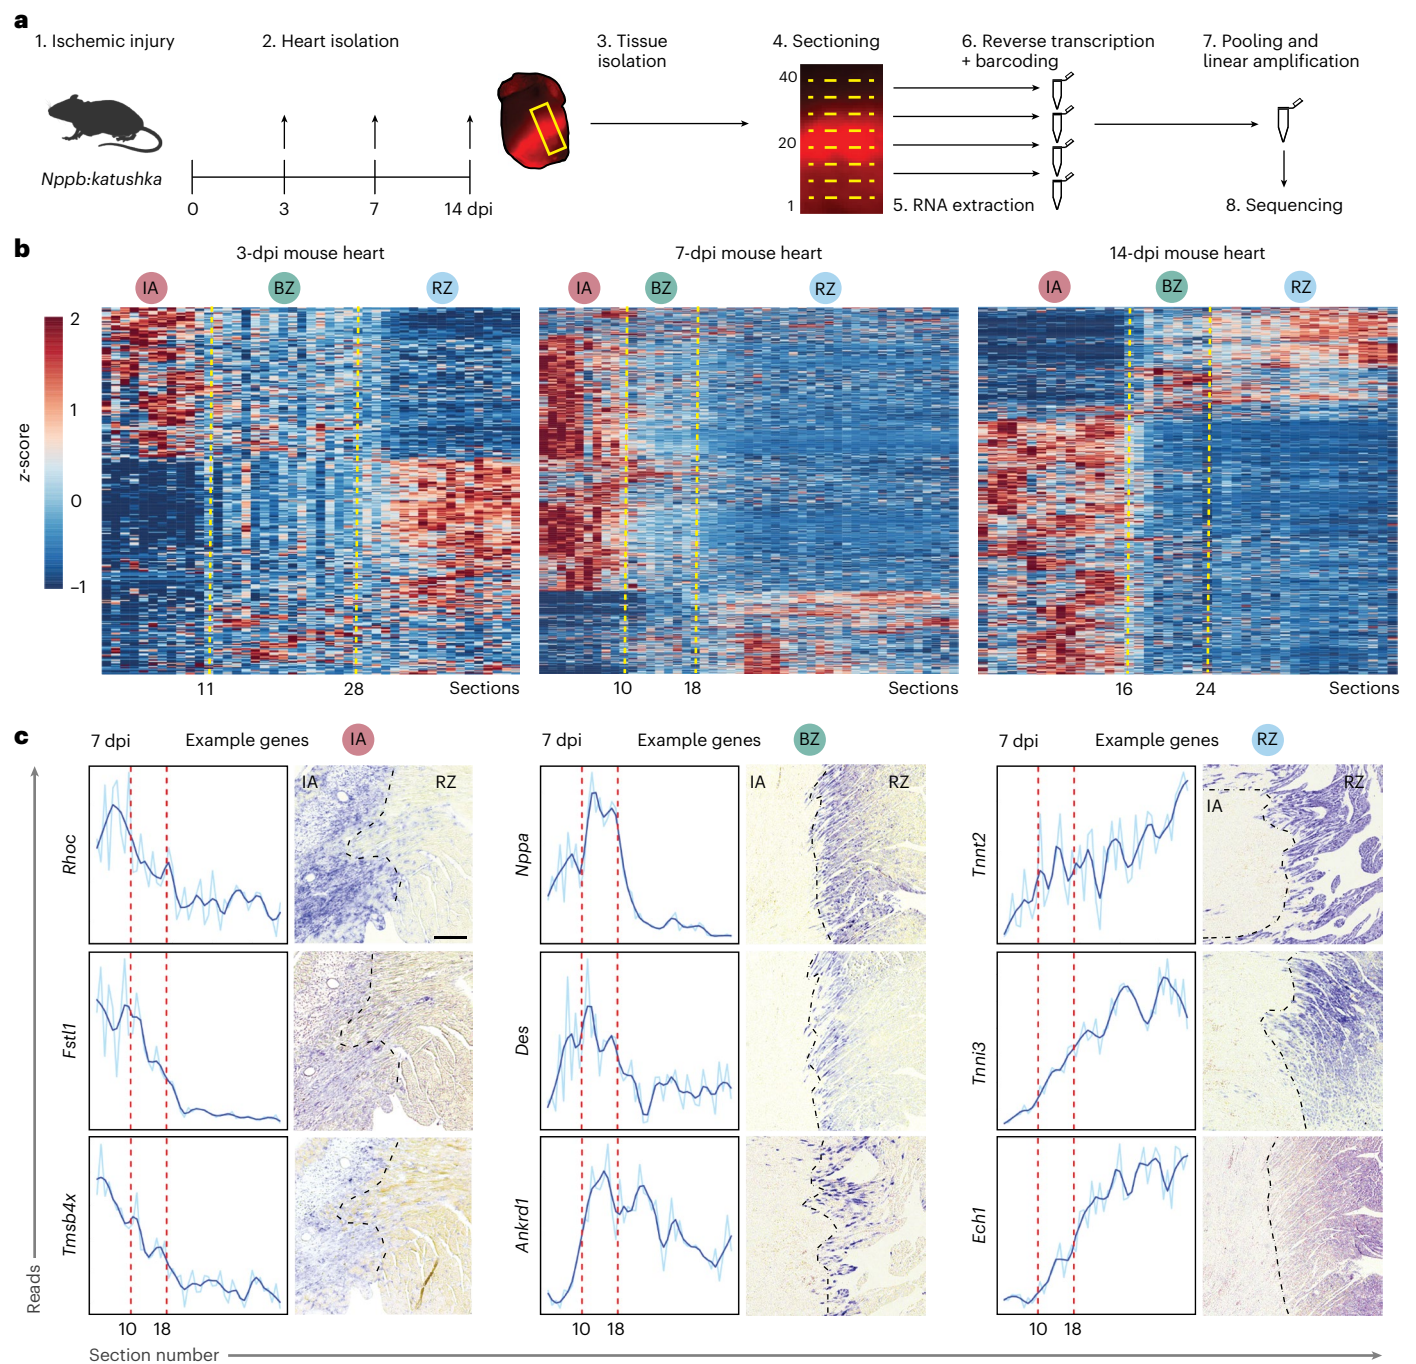 a
1. Ischemic injury
2. Heart isolation
3. Tissue
isolation
4. Sectioning
6. Reverse transcription
+ barcoding
7. Pooling and
linear amplification
40
20
1
Nppb:katushka
0
3
7
14 dpi
5. RNA extraction
8. Sequencing
b
3-dpi mouse heart
7-dpi mouse heart
14-dpi mouse heart
IA
BZ
RZ
IA
BZ
RZ
IA
BZ
RZ
z-score
2
1
0
–1
11
28
Sections
10
18
Sections
16
24
Sections
c
7 dpi
Example genes
IA
7 dpi
Example genes
BZ
7 dpi
Example genes
RZ
Rhoc
IA
RZ
Nppa
IA
RZ
Tnnt2
IA
RZ
Fstl1
Des
Tnni3
Tmsb4x
Ankrd1
Ech1
Reads
10
18
10
18
10
18
Section number